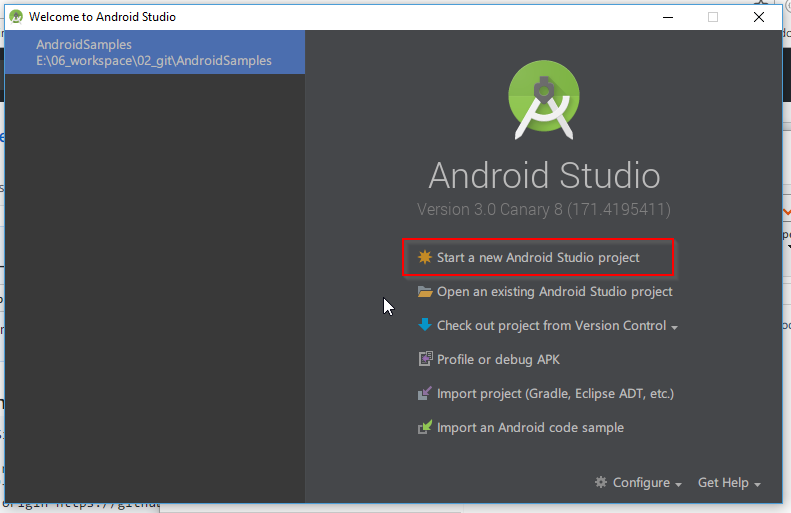 Welcome to Android Studio
AndroidSamples
E:\06_workspace\02_git\AndroidSamples
Android Studio
Version 3.0 Canary 8 (171.4195411)
Start a new Android Studio project
Open an existing Android Studio project
Check out project from Version Control
Profile or debug APK
Import project (Gradle, Eclipse ADT, etc.)
Import an Android code sample
Configure
Get Help